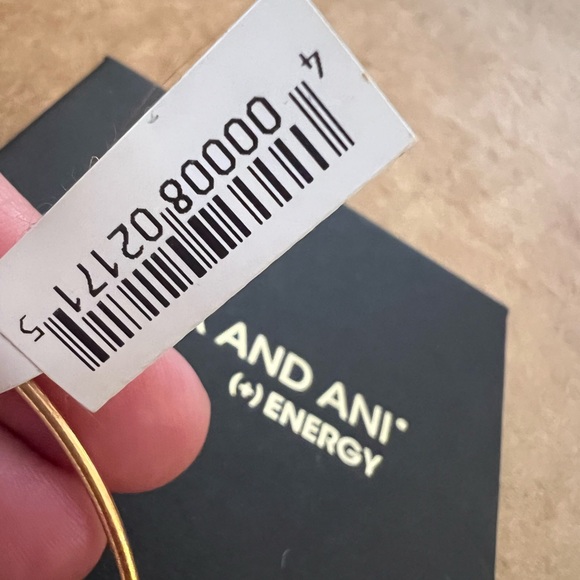 4 00008 02171 5
AND ANI®
(+) ENERGY